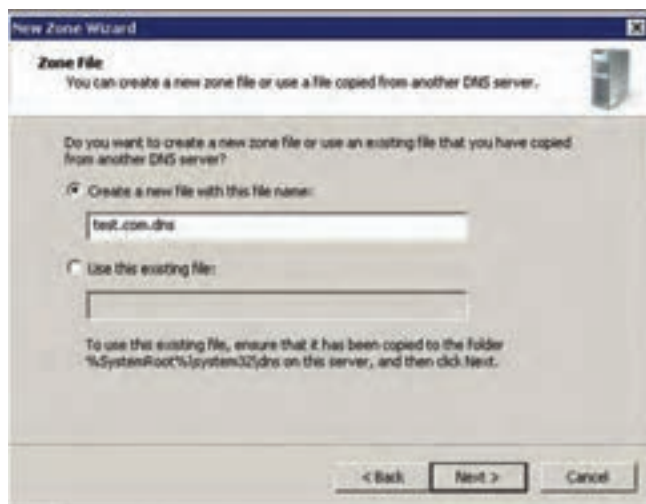 New Zone Wizard
Zone File
You can create a new zone file or use a file copied from another DNS server.
Do you want to create a new zone file or use an existing file that you have copied
from another DNS server?
Create a new file with this file name:
test.com.dns
Use this existing file:
To use this existing file, ensure that it has been copied to the folder
%SystemRoot%\system32\dns on this server, and then click Next.
< Back
Next >
Cancel